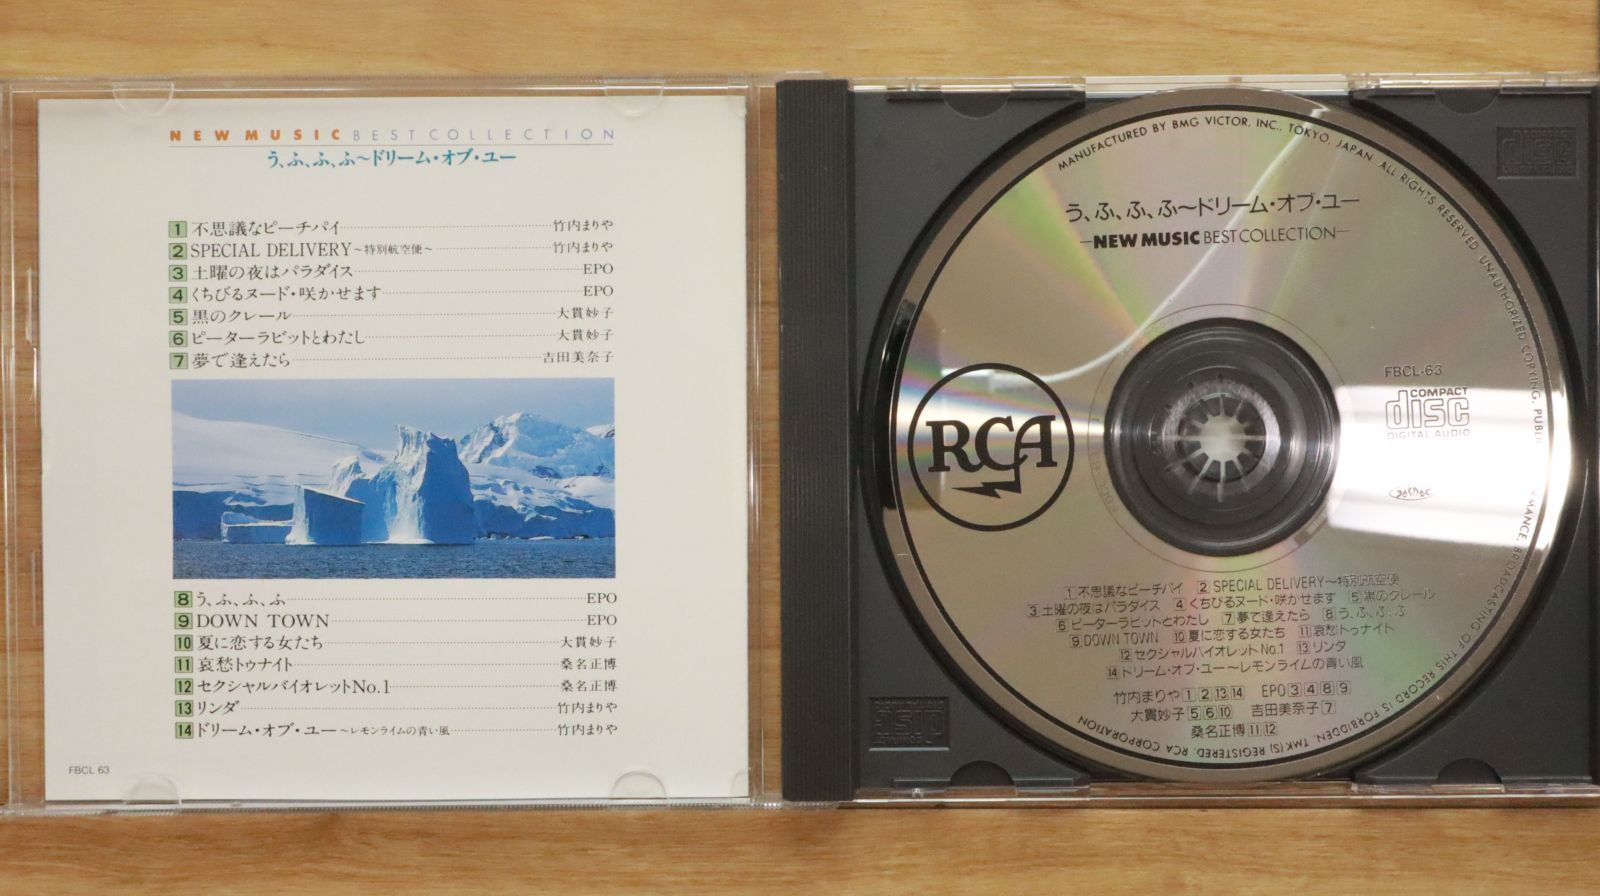 NEW MUSIC BEST COLLECTION
う、ふ、ふ、ふ〜ドリーム・オブ・ユー
1 不思議なピーチパイ 竹内まりや
2 SPECIAL DELIVERY〜特別航空便〜 竹内まりや
3 土曜の夜はパラダイス EPO
4 くちびるヌード・咲かせます EPO
5 黒のクレール 大貫妙子
6 ピーターラビットとわたし 大貫妙子
7 夢で逢えたら 吉田美奈子
8 う、ふ、ふ、ふ EPO
9 DOWN TOWN EPO
10 夏に恋する女たち 大貫妙子
11 哀愁トゥナイト 桑名正博
12 セクシャルバイオレットNo.1 桑名正博
13 リンダ 竹内まりや
14 ドリーム・オブ・ユー〜レモンライムの青い風 竹内まりや
FBCL 63
MANUFACTURED BY BMG VICTOR, INC., TOKYO, JAPAN. ALL RIGHTS RESERVED. UNAUTHORIZED COPYING, PUBLIC
RMANCE, BROADCASTING OF THIS RECORD IS FORBIDDEN. TMK(S) REGISTERED. RCA CORPORATION
う、ふ、ふ、ふ〜ドリーム・オブ・ユー
—NEW MUSIC BEST COLLECTION—
FBCL-63
COMPACT
disc
DIGITAL AUDIO
RCA
1 不思議なピーチパイ 2 SPECIAL DELIVERY〜特別航空便
3 土曜の夜はパラダイス 4 くちびるヌード・咲かせます 5 黒のクレール
6 ピーターラビットとわたし 7 夢で逢えたら 8 う、ふ、ふ、ふ
9 DOWN TOWN 10 夏に恋する女たち 11 哀愁トゥナイト
12 セクシャルバイオレットNo.1 13 リンダ
14 ドリーム・オブ・ユー〜レモンライムの青い風
竹内まりや 1 2 13 14 EPO 3 4 8 9
大貫妙子 5 6 10 吉田美奈子 7
桑名正博 11 12